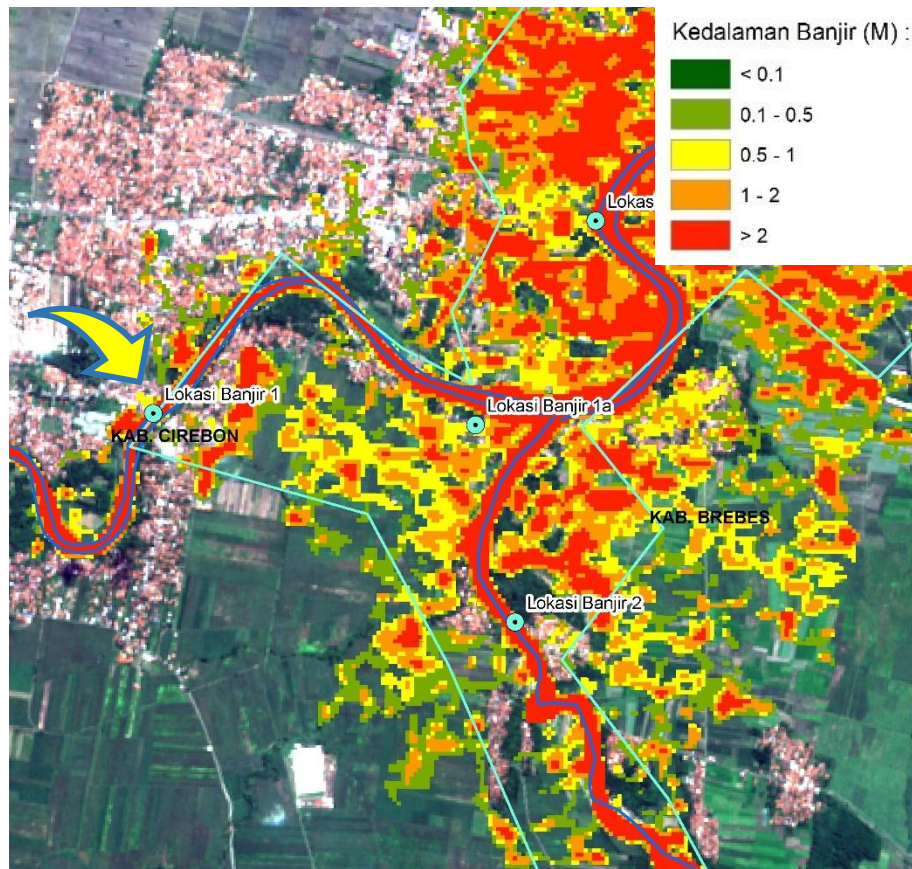 Kedalaman Banjir (M) :
< 0.1
0.1 - 0.5
0.5 - 1
1 - 2
> 2
Lokas
Lokasi Banjir 1
Lokasi Banjir 1a
KAB. CIREBON
KAB. BREBES
Lokasi Banjir 2